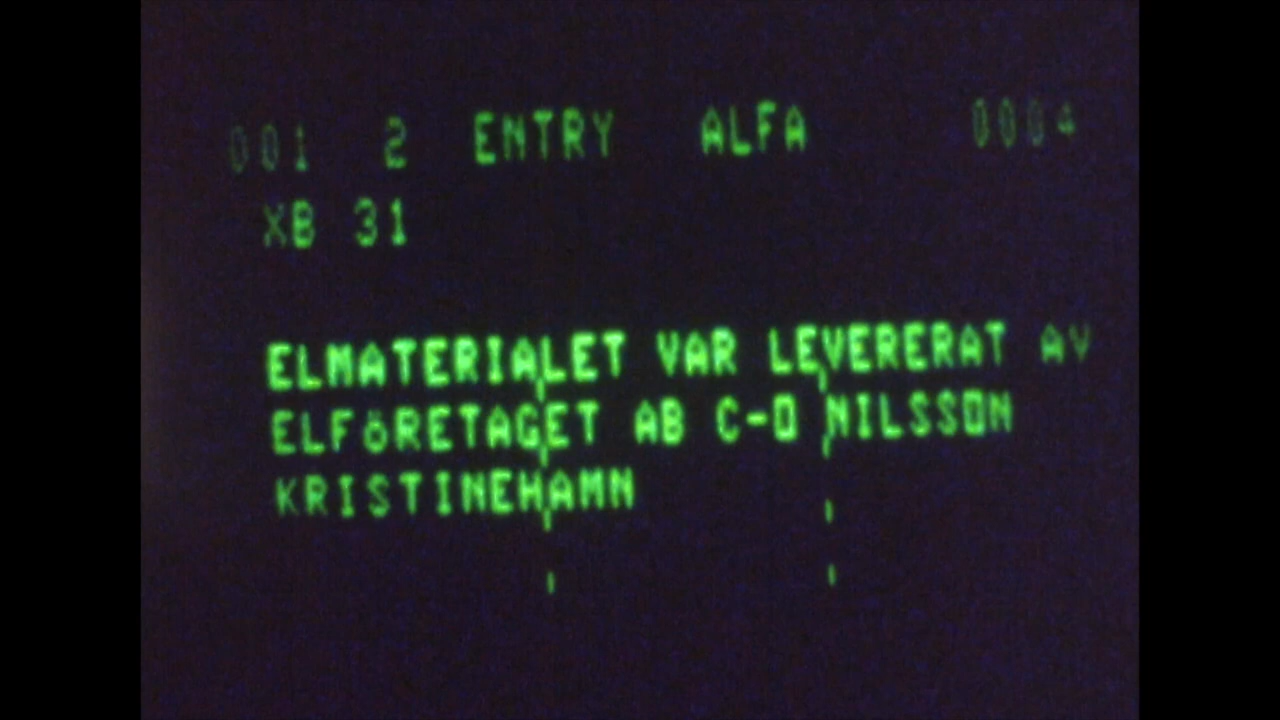 001 2 ENTRY ALFA 0004
XB 31
ELMATERIALET VAR LEVERERAT AV
ELFÖRETAGET AB C-O NILSSON
KRISTINEHAMN